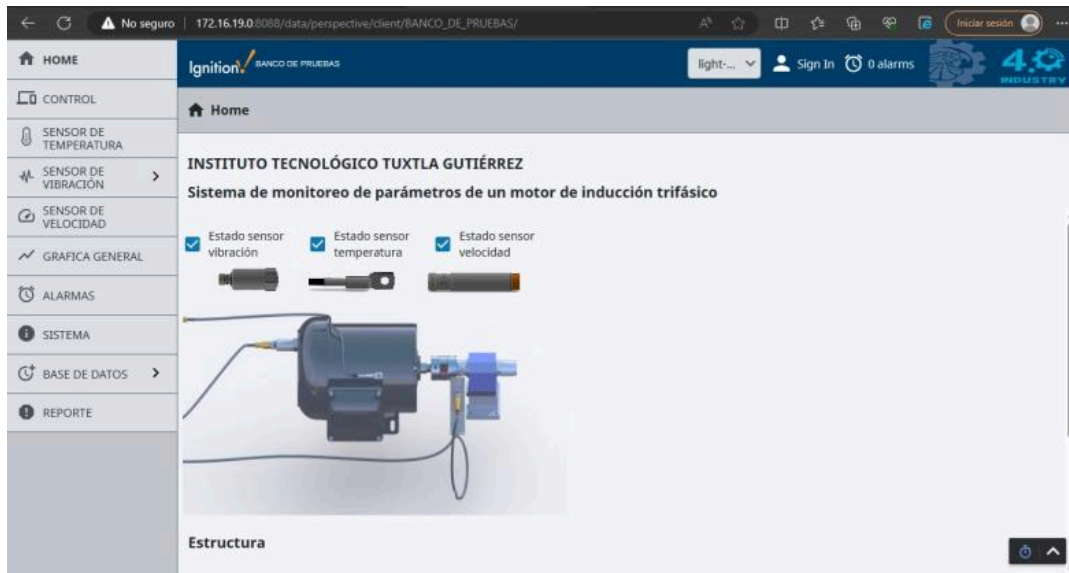 No seguro
172.16.19.0:8088/data/perspective/client/BANCO_DE_PRUEBAS/
Iniciar sesión
HOME
CONTROL
SENSOR DE
TEMPERATURA
SENSOR DE
VIBRACIÓN
SENSOR DE
VELOCIDAD
GRAFICA GENERAL
ALARMAS
SISTEMA
BASE DE DATOS
REPORTE
Ignition! BANCO DE PRUEBAS
light-...
Sign In
0 alarms
4.0
INDUSTRY
Home
INSTITUTO TECNOLÓGICO TUXTLA GUTIÉRREZ
Sistema de monitoreo de parámetros de un motor de inducción trifásico
Estado sensor
vibración
Estado sensor
temperatura
Estado sensor
velocidad
Estructura